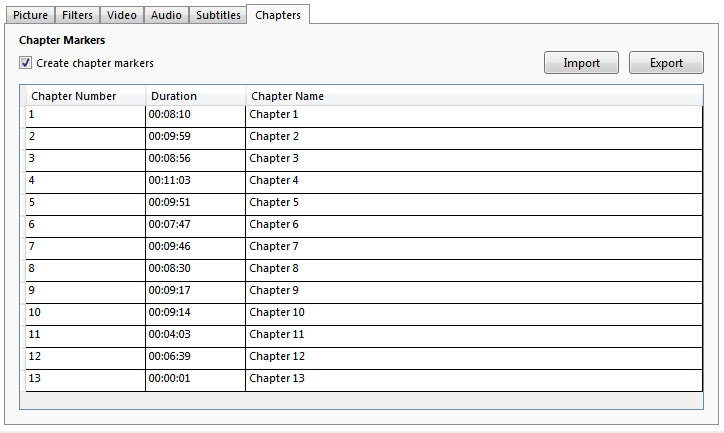 Picture Filters Video Audio Subtitles Chapters
Chapter Markers
Create chapter markers Import Export
Chapter Number Duration Chapter Name
1 00:08:10 Chapter 1
2 00:09:59 Chapter 2
3 00:08:56 Chapter 3
4 00:11:03 Chapter 4
5 00:09:51 Chapter 5
6 00:07:47 Chapter 6
7 00:09:46 Chapter 7
8 00:08:30 Chapter 8
9 00:09:17 Chapter 9
10 00:09:14 Chapter 10
11 00:04:03 Chapter 11
12 00:06:39 Chapter 12
13 00:00:01 Chapter 13